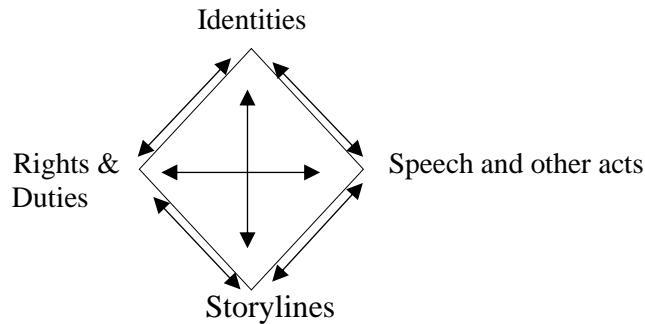 Identities
Rights &
Duties
Speech and other acts
Storylines